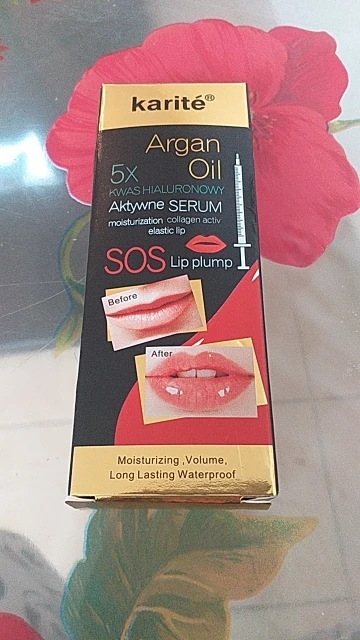 karité®
Argan
Oil
5X
KWAS HIALURONOWY
Aktywne SERUM
moisturization collagen activ
elastic lip
SOS Lip plump
Before
After
Moisturizing ,Volume,
Long Lasting Waterproof